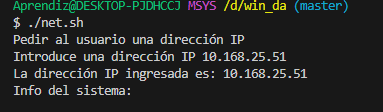 Aprendiz@DESKTOP-PJDHCCJ MSYS /d/win_da (master)
$ ./net.sh
Pedir al usuario una dirección IP
Introduce una dirección IP 10.168.25.51
La dirección IP ingresada es: 10.168.25.51
Info del sistema: